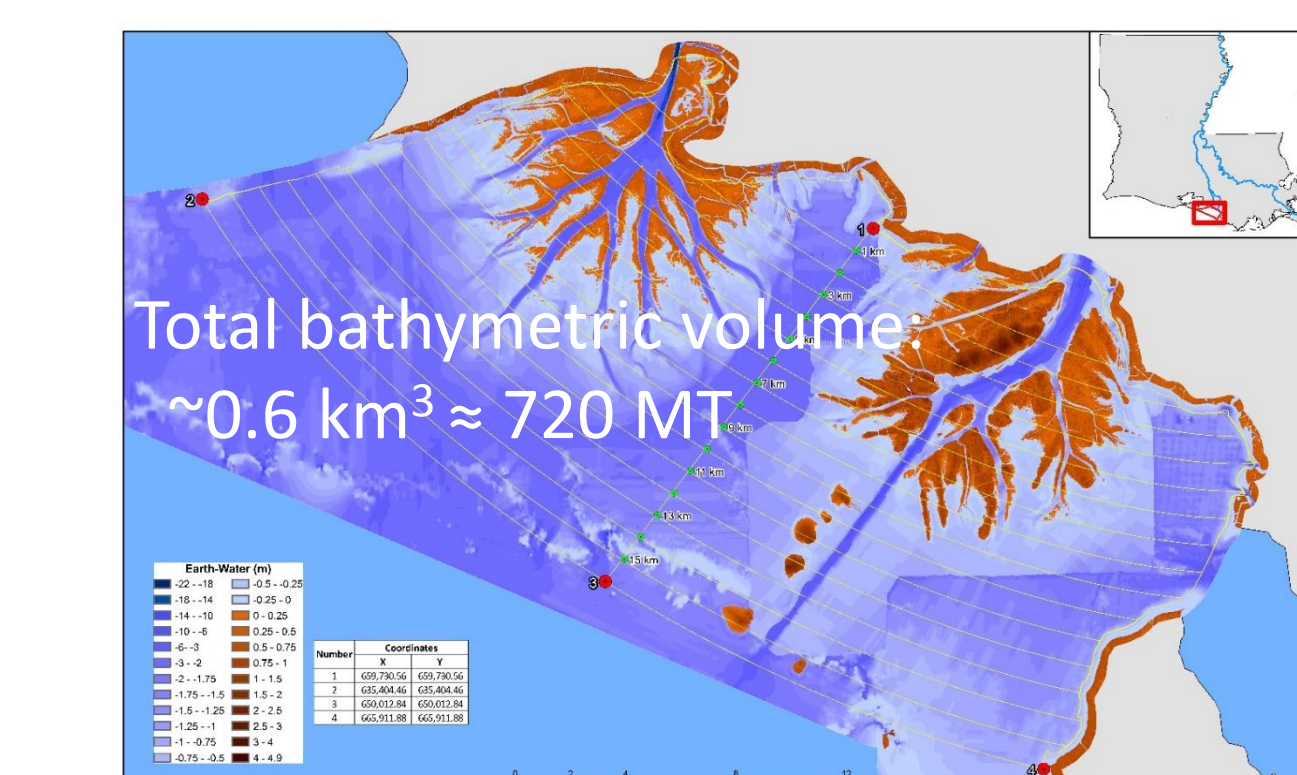 2
1
1 km
3 km
Total bathymetric volume:
km
7 km
~0.6 km³ ≈ 720 MT
9 km
11 km
13 km
15 km
3
Earth-Water (m)
-22 - -18
-18 - -14
-14 - -10
-10 - -6
-6- -3
-3 - -2
-2 - -1.75
-1.75 - -1.5
-1.5 - -1.25
-1.25 - -1
-1 - -0.75
-0.75 - -0.5
-0.5 - -0.25
-0.25 - 0
0 - 0.25
0.25 - 0.5
0.5 - 0.75
0.75 - 1
1 - 1.5
1.5 - 2
2 - 2.5
2.5 - 3
3 - 4
4 - 4.9
Number Coordinates
X Y
1 659,730.56 659,730.56
2 635,404.46 635,404.46
3 650,012.84 650,012.84
4 665,911.88 665,911.88
4
0 2 4 8 12